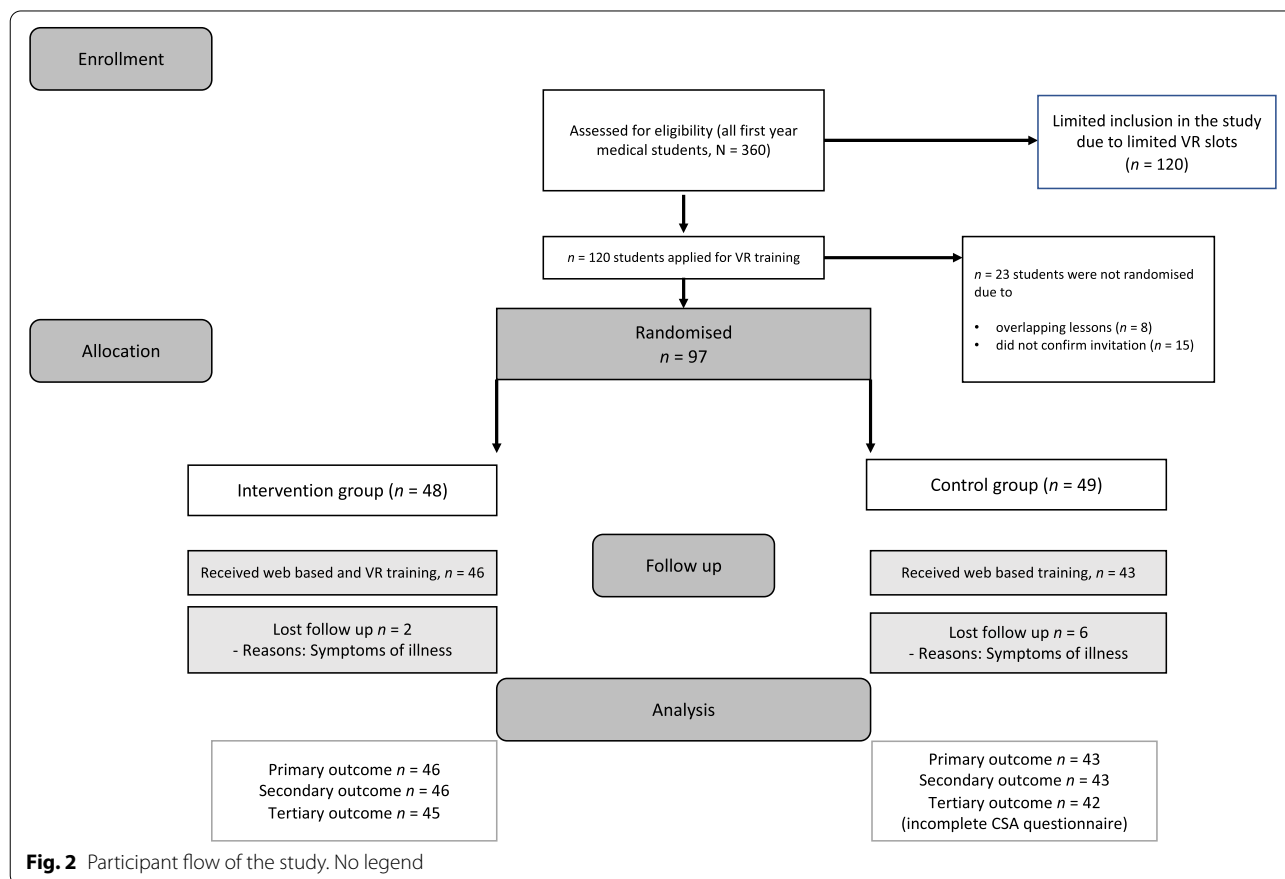 Enrollment
Assessed for eligibility (all first year
medical students, N = 360)
Limited inclusion in the study
due to limited VR slots
(n = 120)
n = 120 students applied for VR training
n = 23 students were not randomised
due to
• overlapping lessons (n = 8)
• did not confirm invitation (n = 15)
Allocation
Randomised
n = 97
Intervention group (n = 48)
Control group (n = 49)
Follow up
Received web based and VR training, n = 46
Received web based training, n = 43
Lost follow up n = 2
- Reasons: Symptoms of illness
Lost follow up n = 6
- Reasons: Symptoms of illness
Analysis
Primary outcome n = 46
Secondary outcome n = 46
Tertiary outcome n = 45
Primary outcome n = 43
Secondary outcome n = 43
Tertiary outcome n = 42
(incomplete CSA questionnaire)
Fig. 2 Participant flow of the study. No legend